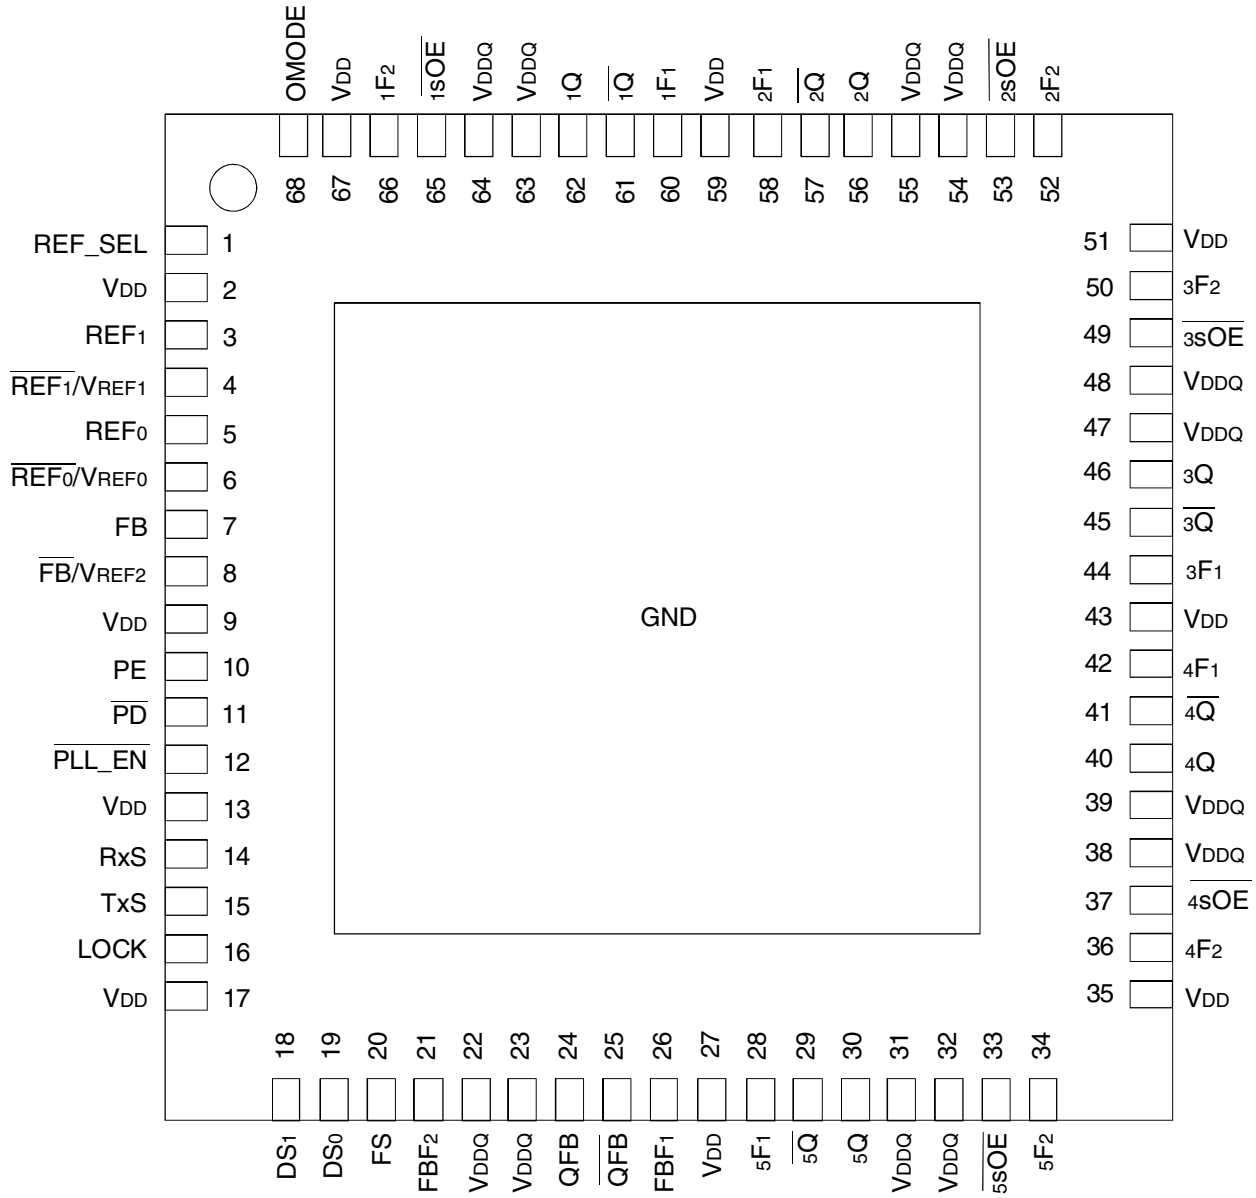 OMODE VDD 1F2 1sOE VDDQ VDDQ 1Q 1Q 1F1 VDD 2F1 2Q 2Q VDDQ VDDQ 2sOE 2F2
68 67 66 65 64 63 62 61 60 59 58 57 56 55 54 53 52
REF_SEL 1
VDD 2
REF1 3
REF1/VREF1 4
REF0 5
REF0/VREF0 6
FB 7
FB/VREF2 8
VDD 9
PE 10
PD 11
PLL_EN 12
VDD 13
RxS 14
TxS 15
LOCK 16
VDD 17
GND
51 VDD
50 3F2
49 3sOE
48 VDDQ
47 VDDQ
46 3Q
45 3Q
44 3F1
43 VDD
42 4F1
41 4Q
40 4Q
39 VDDQ
38 VDDQ
37 4sOE
36 4F2
35 VDD
18 19 20 21 22 23 24 25 26 27 28 29 30 31 32 33 34
DS1 DS0 FS FBF2 VDDQ VDDQ QFB QFB FBF1 VDD 5F1 5Q 5Q VDDQ VDDQ 5sOE 5F2